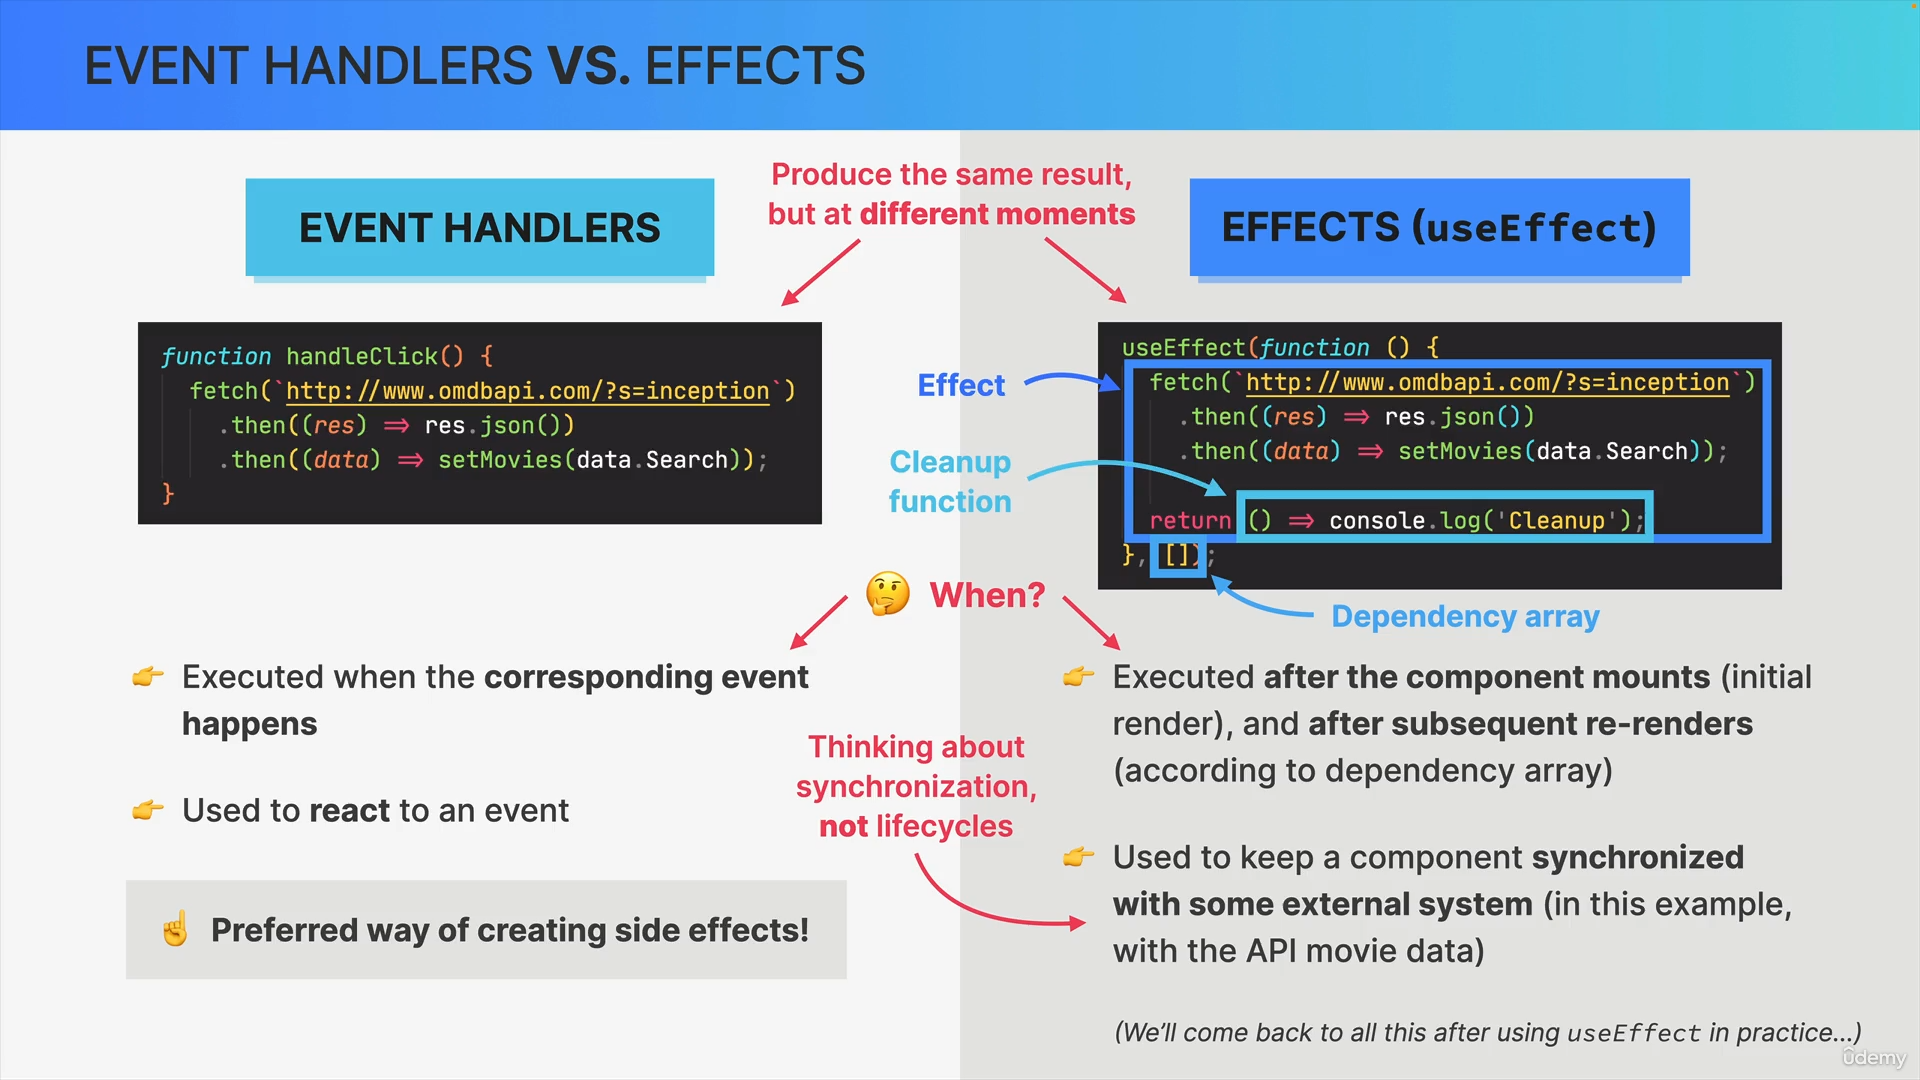 EVENT HANDLERS VS. EFFECTS
Produce the same result,
but at different moments
EVENT HANDLERS
function handleClick() {
fetch(`http://www.omdbapi.com/?s=inception`)
.then((res) => res.json())
.then((data) => setMovies(data.Search));
}
EFFECTS (useEffect)
useEffect(function () {
fetch(`http://www.omdbapi.com/?s=inception`)
.then((res) => res.json())
.then((data) => setMovies(data.Search));
return () => console.log('Cleanup');
}, []);
Effect
Cleanup
function
Dependency array
🤔 When?
👉 Executed when the corresponding event
happens
👉 Used to react to an event
☝️ Preferred way of creating side effects!
Thinking about
synchronization,
not lifecycles
👉 Executed after the component mounts (initial
render), and after subsequent re-renders
(according to dependency array)
👉 Used to keep a component synchronized
with some external system (in this example,
with the API movie data)
(We'll come back to all this after using useEffect in practice...)
ûdemy